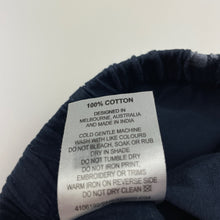 100% COTTON
DESIGNED IN
MELBOURNE, AUSTRALIA
AND MADE IN INDIA
COLD GENTLE MACHINE
WASH WITH LIKE COLOURS
DO NOT BLEACH, SOAK OR RUB
DRY IN SHADE
DO NOT TUMBLE DRY
DO NOT IRON PRINT,
EMBROIDERY OR TRIMS
WARM IRON ON REVERSE SIDE
DO NOT DRY CLEAN